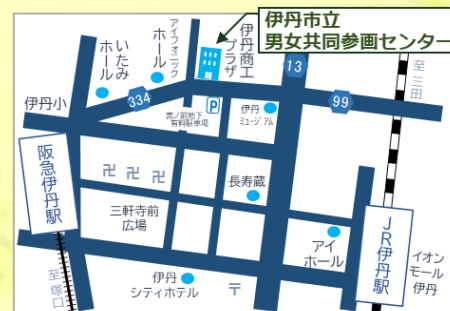 伊丹市立
男女共同参画センター
伊丹商工
プラザ
アイフォニック
ホール
いたみ
ホール
13
至三田
334
99
伊丹小
P
宮ノ前地下
有料駐車場
伊丹
ミュージアム
阪急伊丹駅
卍 卍 卍
長寿蔵
三軒寺前
広場
アイ
ホール
JR伊丹駅
イオン
モール
伊丹
至塚口
伊丹
シティホテル
〒